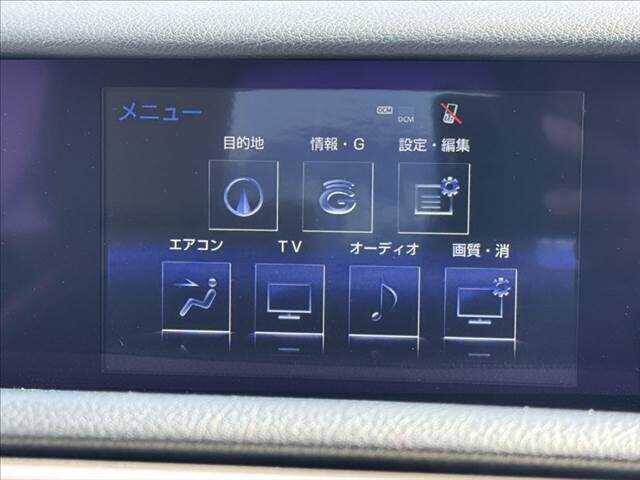 メニュー
DCM DCM
目的地 情報・G 設定・編集
G
エアコン TV オーディオ 画質・消